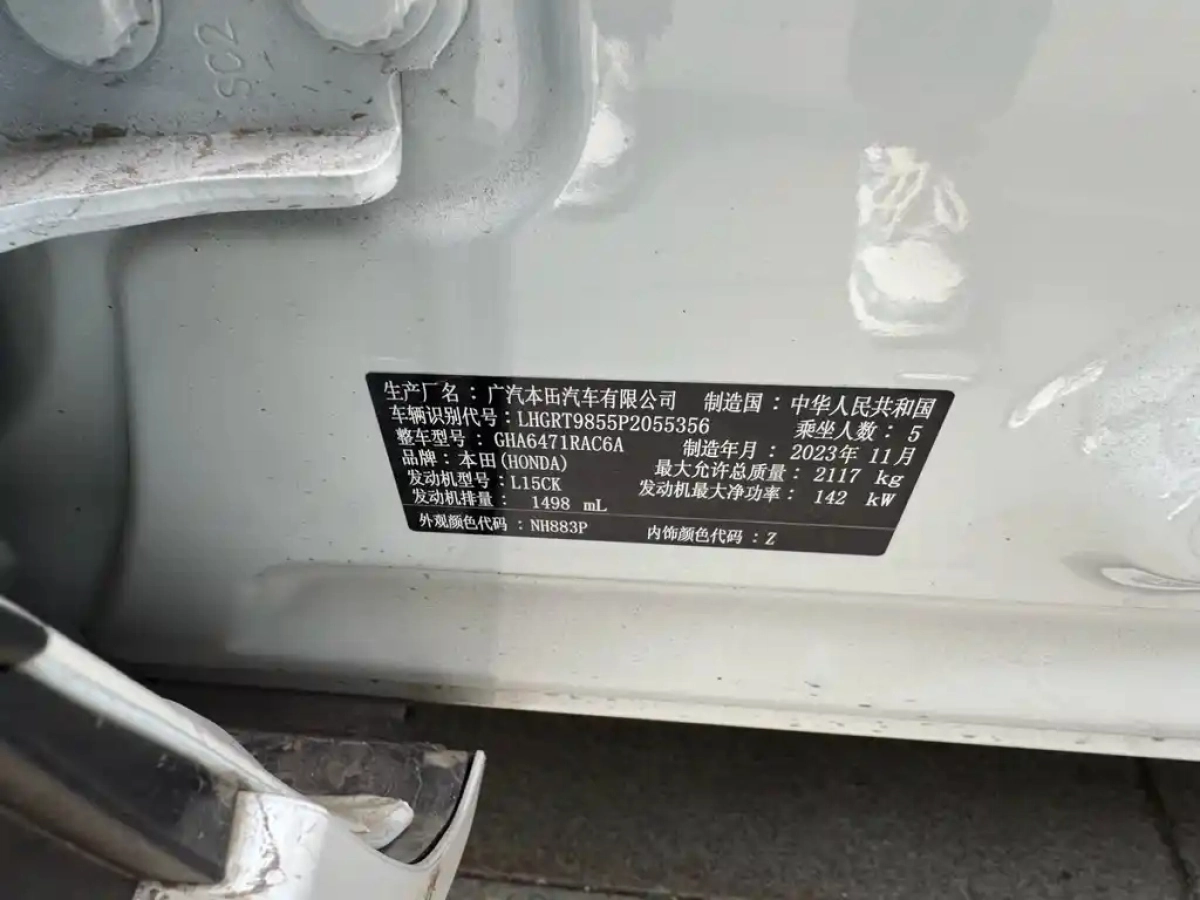 SC2
生产厂名：广汽本田汽车有限公司 制造国：中华人民共和国
车辆识别代号：LHGRT9855P2055356 乘坐人数：5
整车型号：GHA6471RAC6A 制造年月：2023年 11月
品牌：本田(HONDA) 最大允许总质量：2117 kg
发动机型号：L15CK 发动机最大净功率：142 kW
发动机排量：1498 mL
外观颜色代码：NH883P 内饰颜色代码：Z